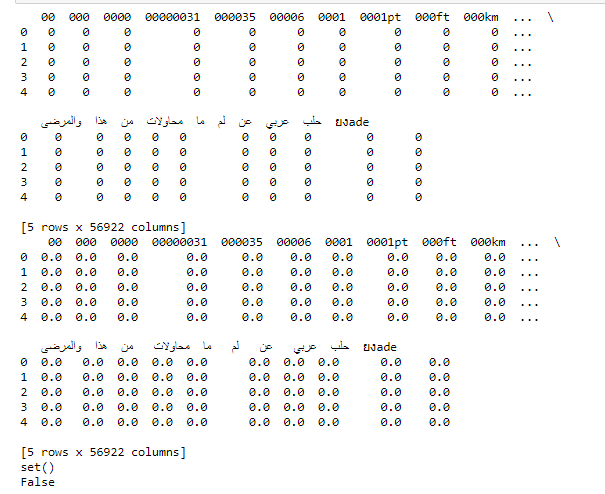 00 000 0000 00000031 000035 00006 0001 0001pt 000ft 000km ... \
0 0 0 0 0 0 0 0 0 0 0 ...
1 0 0 0 0 0 0 0 0 0 0 ...
2 0 0 0 0 0 0 0 0 0 0 ...
3 0 0 0 0 0 0 0 0 0 0 ...
4 0 0 0 0 0 0 0 0 0 0 ...
حلب عربي عن لم ما محاولات من هذا والمرضى ยงade
0 0 0 0 0 0 0 0 0 0 0
1 0 0 0 0 0 0 0 0 0 0
2 0 0 0 0 0 0 0 0 0 0
3 0 0 0 0 0 0 0 0 0 0
4 0 0 0 0 0 0 0 0 0 0
[5 rows x 56922 columns]
00 000 0000 00000031 000035 00006 0001 0001pt 000ft 000km ... \
0 0.0 0.0 0.0 0.0 0.0 0.0 0.0 0.0 0.0 0.0 ...
1 0.0 0.0 0.0 0.0 0.0 0.0 0.0 0.0 0.0 0.0 ...
2 0.0 0.0 0.0 0.0 0.0 0.0 0.0 0.0 0.0 0.0 ...
3 0.0 0.0 0.0 0.0 0.0 0.0 0.0 0.0 0.0 0.0 ...
4 0.0 0.0 0.0 0.0 0.0 0.0 0.0 0.0 0.0 0.0 ...
حلب عربي عن لم ما محاولات من هذا والمرضى ยงade
0 0.0 0.0 0.0 0.0 0.0 0.0 0.0 0.0 0.0 0.0
1 0.0 0.0 0.0 0.0 0.0 0.0 0.0 0.0 0.0 0.0
2 0.0 0.0 0.0 0.0 0.0 0.0 0.0 0.0 0.0 0.0
3 0.0 0.0 0.0 0.0 0.0 0.0 0.0 0.0 0.0 0.0
4 0.0 0.0 0.0 0.0 0.0 0.0 0.0 0.0 0.0 0.0
[5 rows x 56922 columns]
set()
False